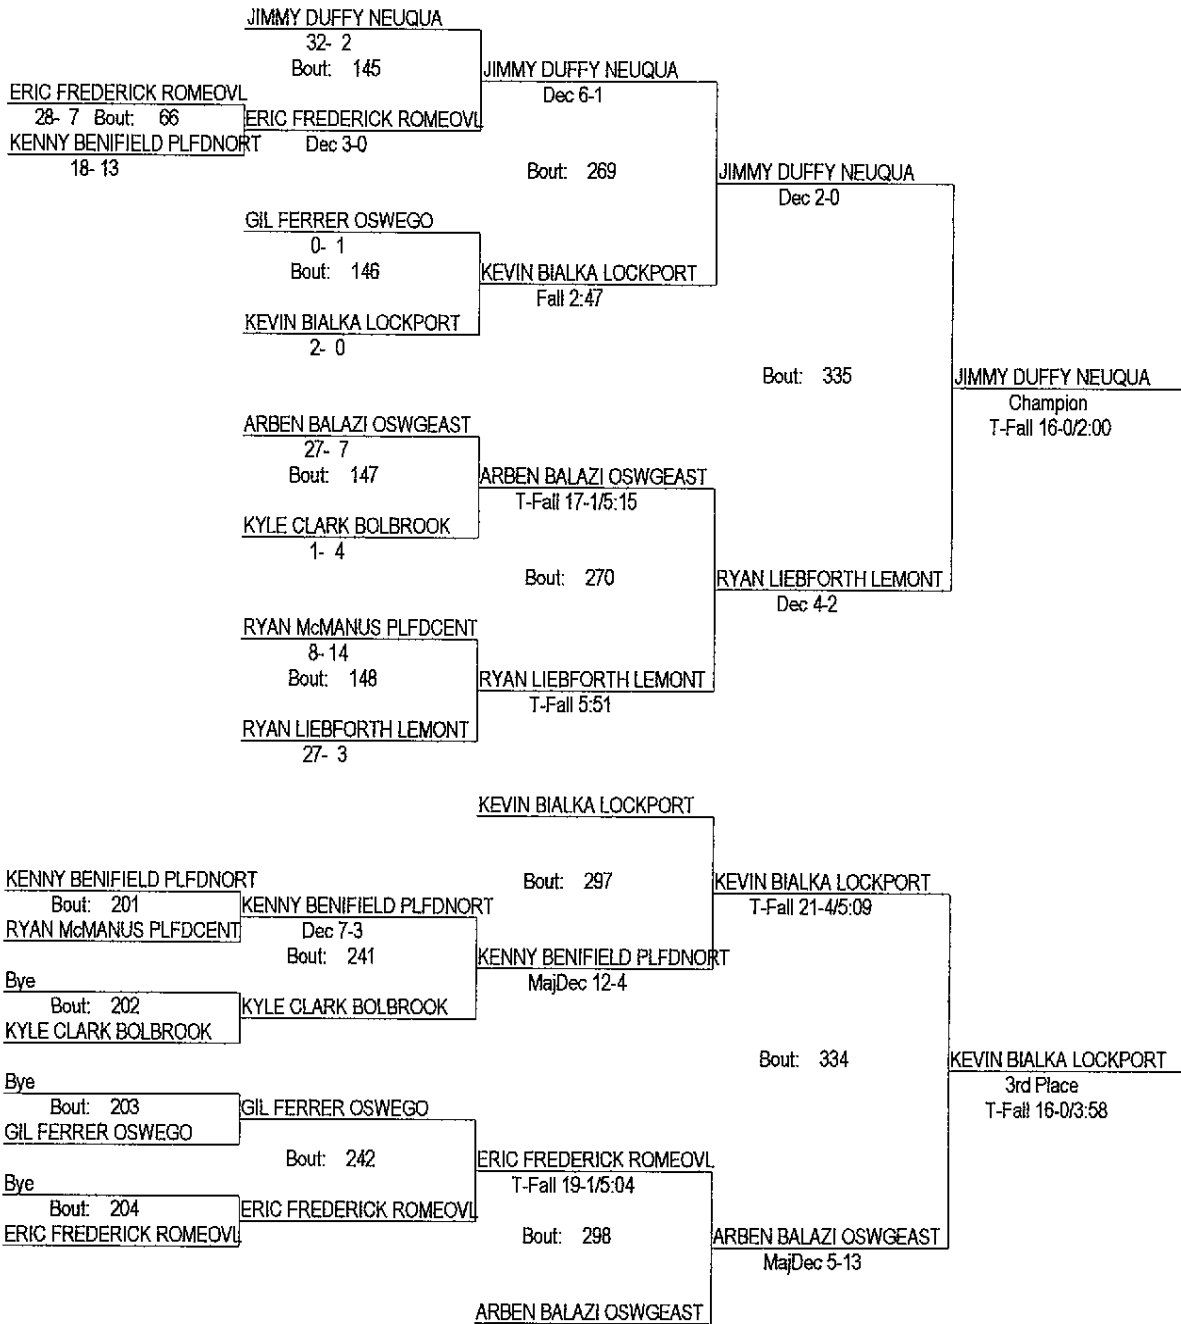 JIMMY DUFFY NEUQUA
32- 2
Bout: 145
JIMMY DUFFY NEUQUA
Dec 6-1
ERIC FREDERICK ROMEOVL
28- 7 Bout: 66
ERIC FREDERICK ROMEOVL
Dec 3-0
KENNY BENIFIELD PLFDNORT
18- 13
Bout: 269
JIMMY DUFFY NEUQUA
Dec 2-0
GIL FERRER OSWEGO
0- 1
Bout: 146
KEVIN BIALKA LOCKPORT
Fall 2:47
KEVIN BIALKA LOCKPORT
2- 0
Bout: 335
JIMMY DUFFY NEUQUA
Champion
T-Fall 16-0/2:00
ARBEN BALAZI OSWGEAST
27- 7
Bout: 147
ARBEN BALAZI OSWGEAST
T-Fall 17-1/5:15
KYLE CLARK BOLBROOK
1- 4
Bout: 270
RYAN LIEBFORTH LEMONT
Dec 4-2
RYAN McMANUS PLFDCENT
8- 14
Bout: 148
RYAN LIEBFORTH LEMONT
T-Fall 5:51
RYAN LIEBFORTH LEMONT
27- 3
KEVIN BIALKA LOCKPORT
Bout: 297
KEVIN BIALKA LOCKPORT
T-Fall 21-4/5:09
KENNY BENIFIELD PLFDNORT
Bout: 201
KENNY BENIFIELD PLFDNORT
Dec 7-3
RYAN McMANUS PLFDCENT
Bout: 241
KENNY BENIFIELD PLFDNORT
MajDec 12-4
Bye
Bout: 202
KYLE CLARK BOLBROOK
KYLE CLARK BOLBROOK
Bout: 334
KEVIN BIALKA LOCKPORT
3rd Place
T-Fall 16-0/3:58
Bye
Bout: 203
GIL FERRER OSWEGO
GIL FERRER OSWEGO
Bout: 242
ERIC FREDERICK ROMEOVL
T-Fall 19-1/5:04
Bye
Bout: 204
ERIC FREDERICK ROMEOVL
ERIC FREDERICK ROMEOVL
Bout: 298
ARBEN BALAZI OSWGEAST
MajDec 5-13
ARBEN BALAZI OSWGEAST